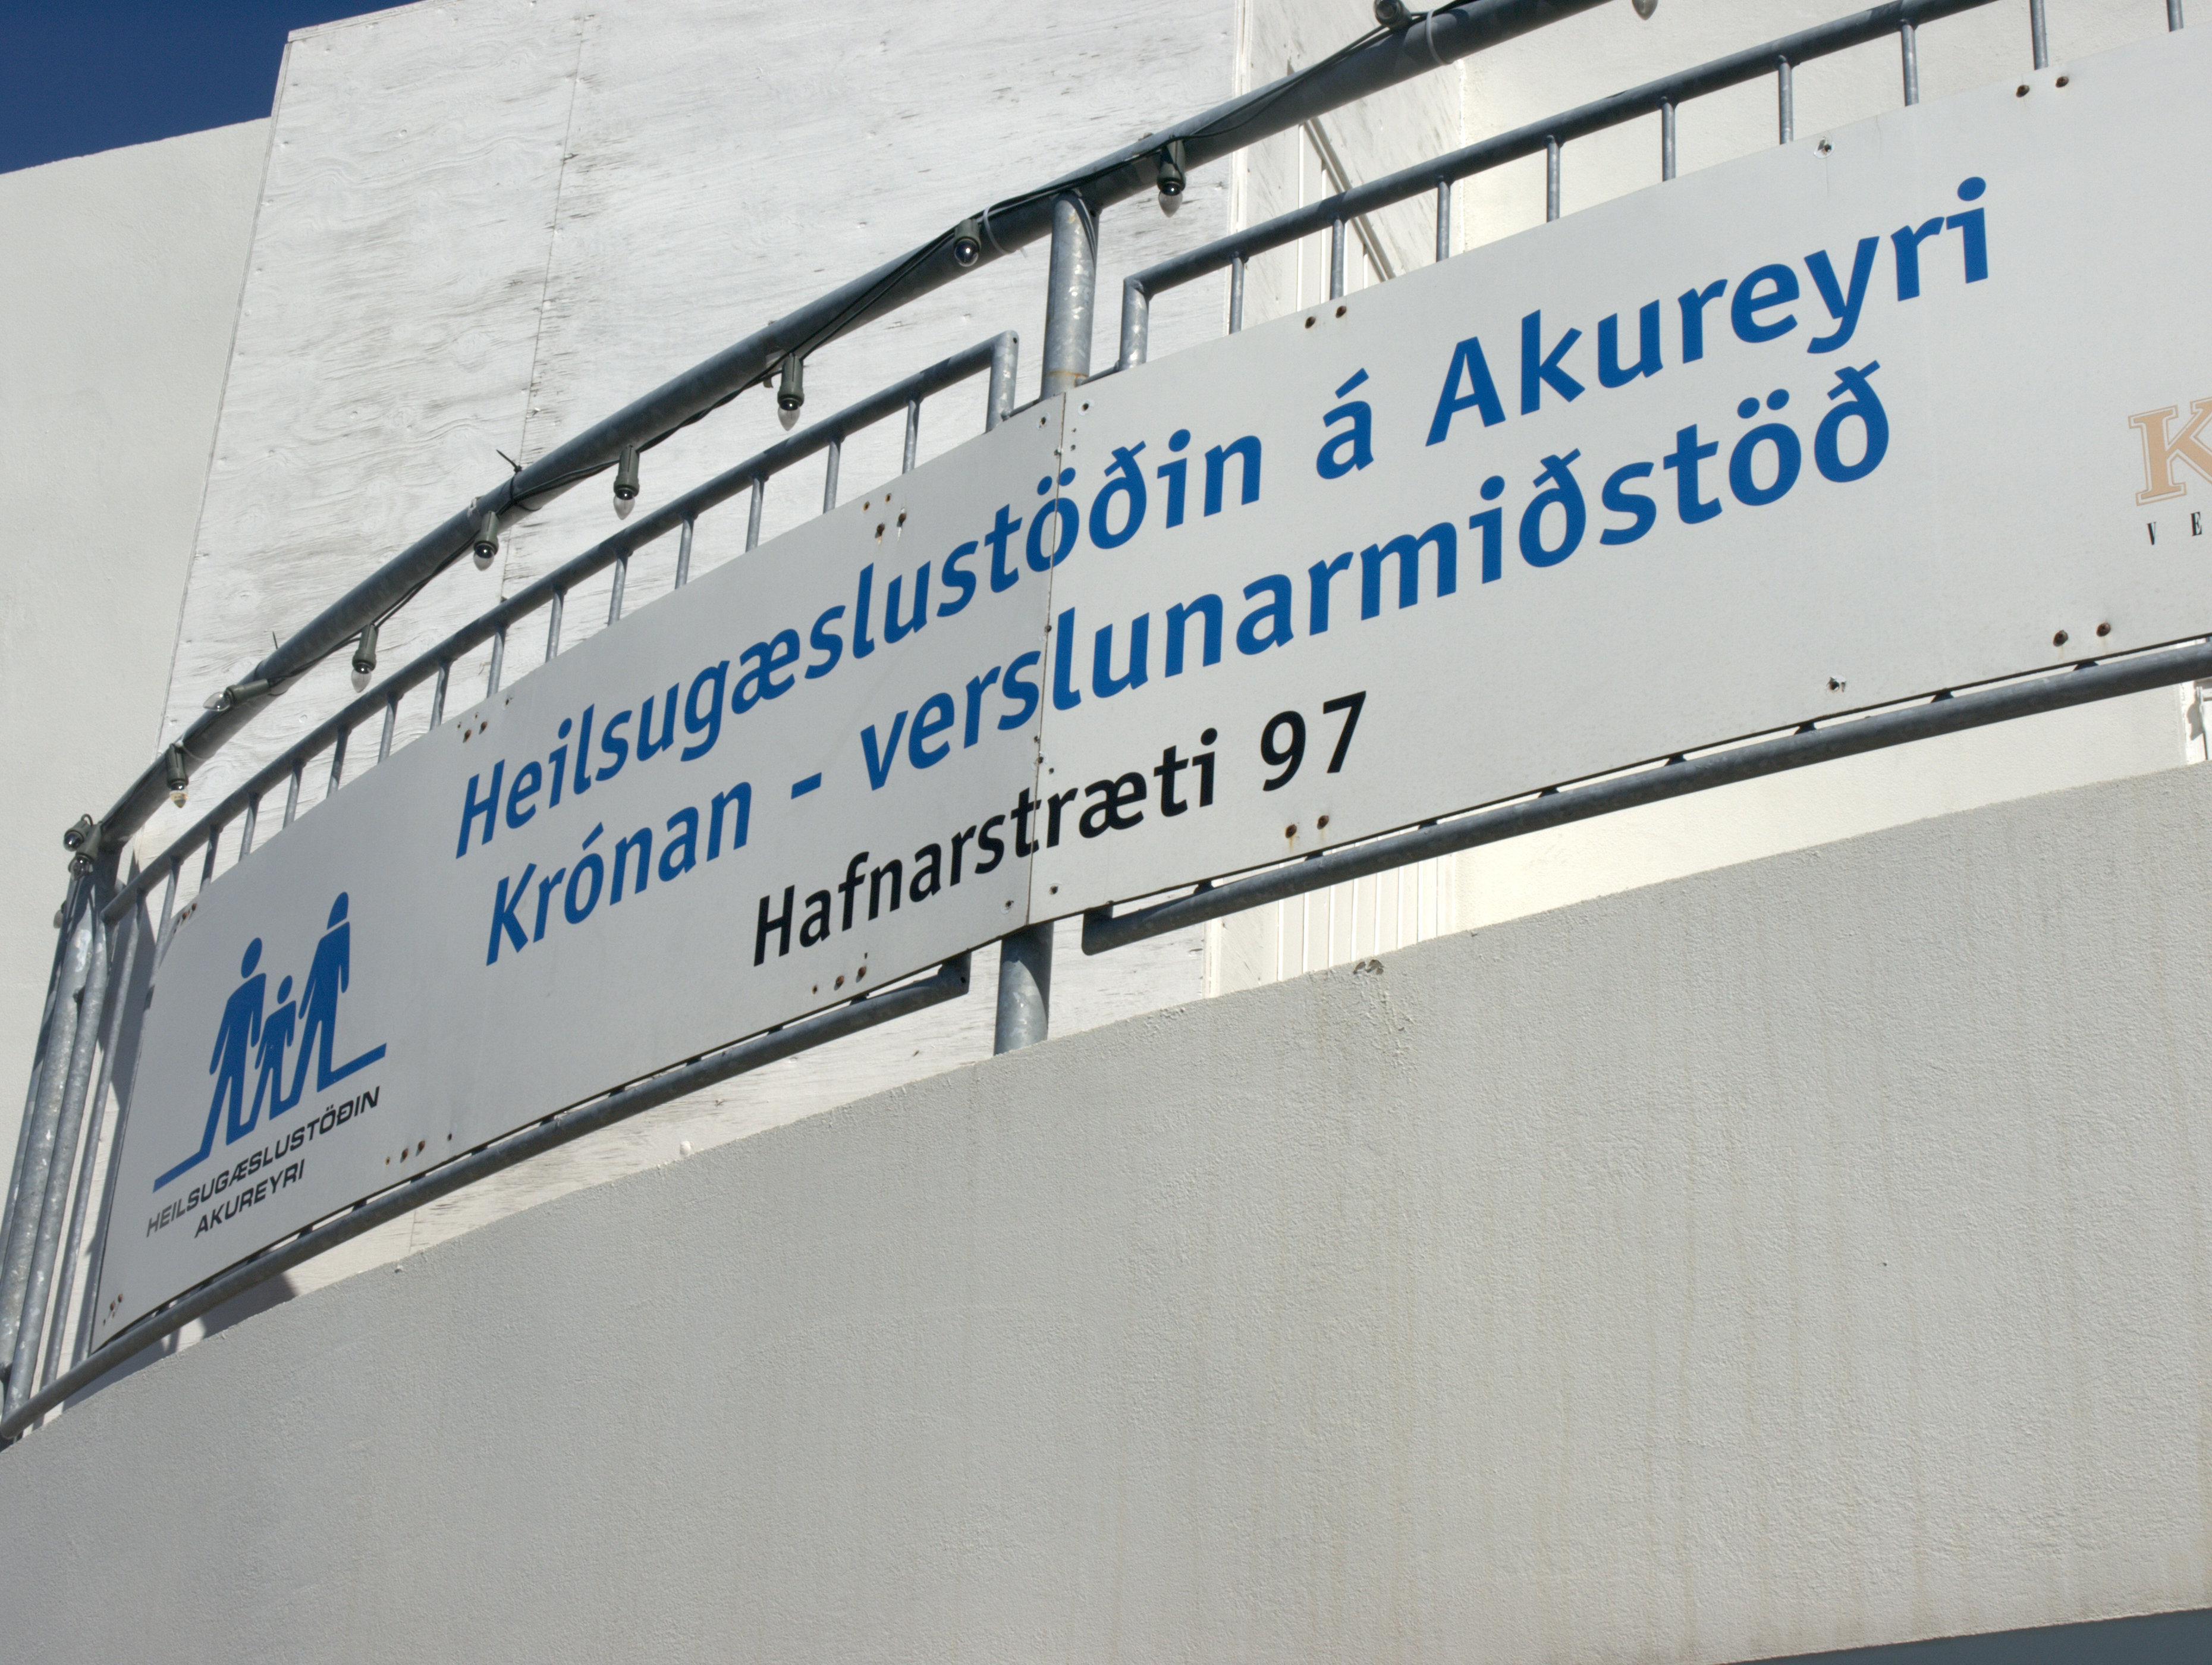 Heilsugæslustöðin á Akureyri
Krónan - verslunarmiðstöð
Hafnarstræti 97
HEILSUGÆSLUSTÖÐIN
AKUREYRI